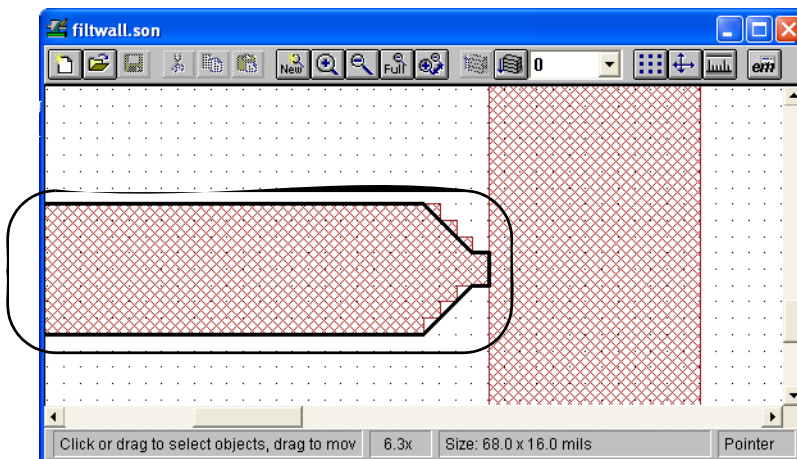 filtwall.son
New Full 0 em
Click or drag to select objects, drag to mov 6.3x Size: 68.0 x 16.0 mils Pointer